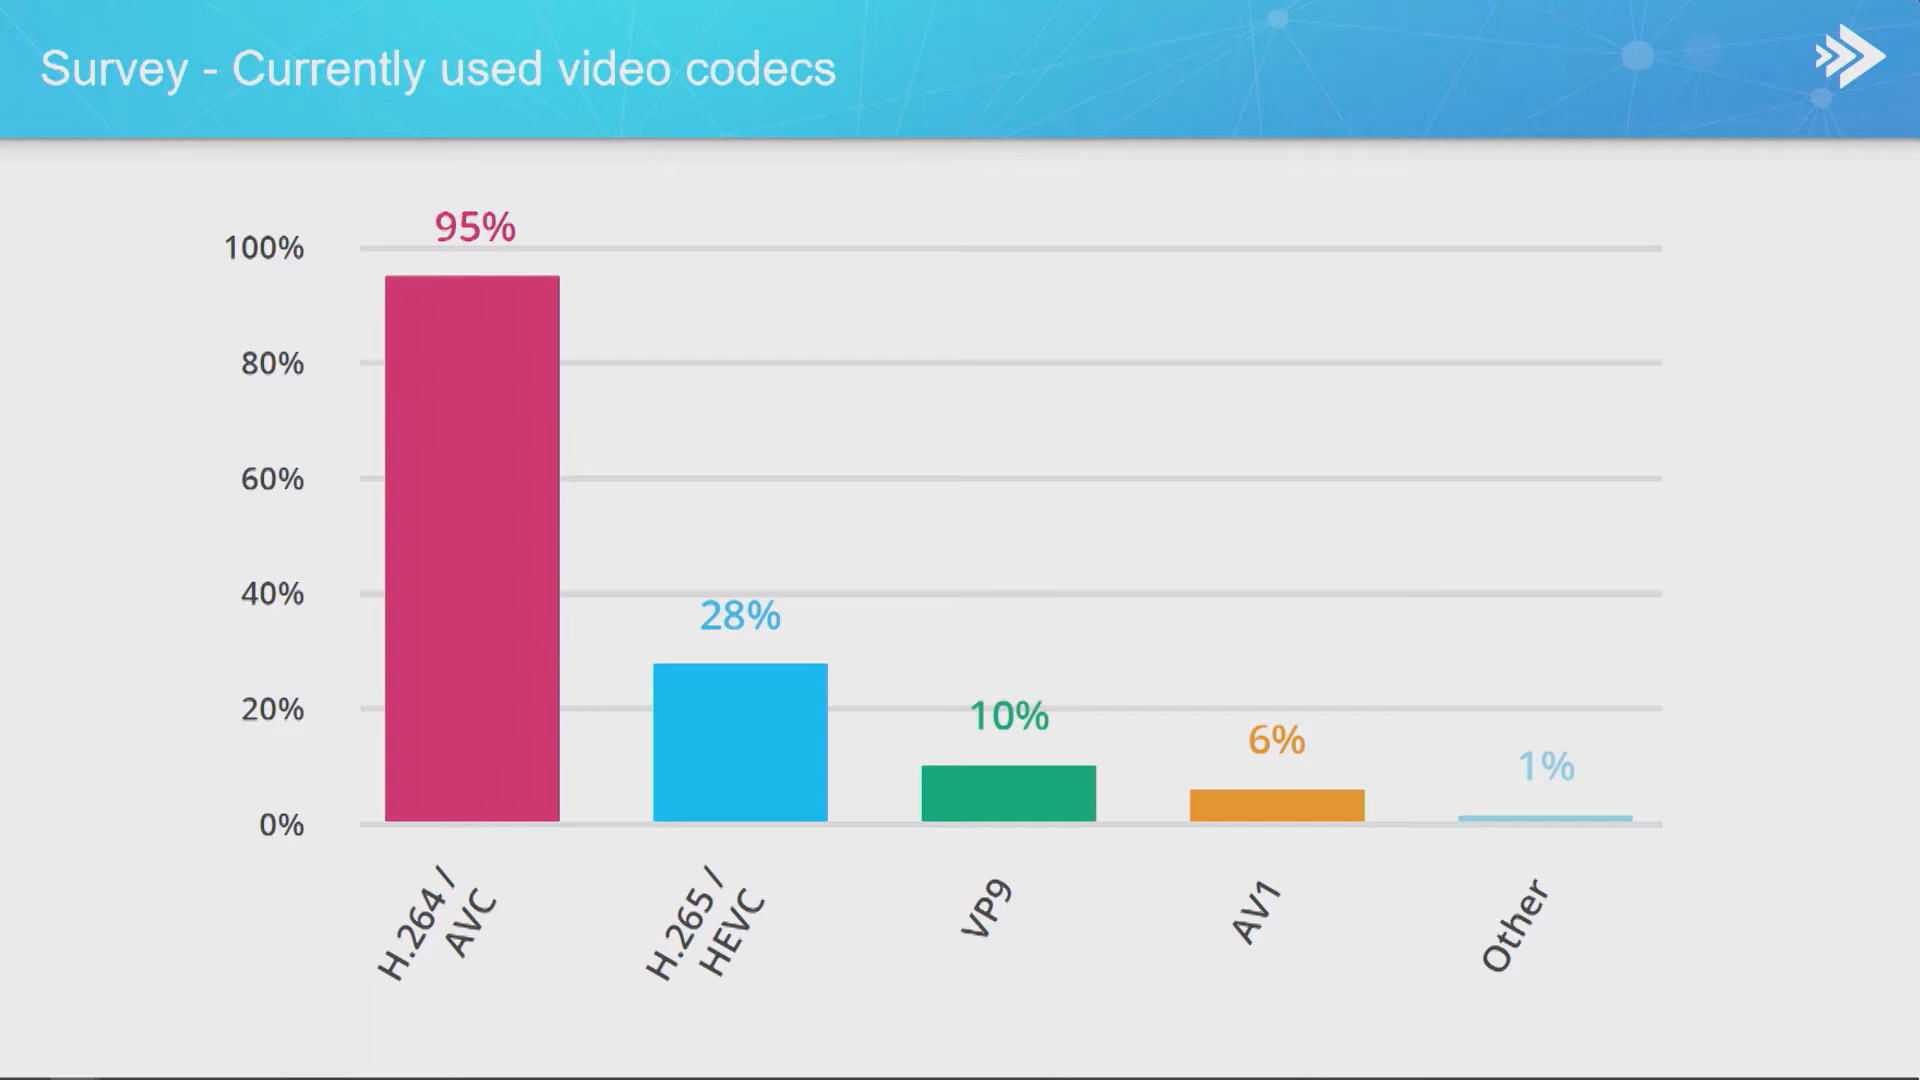 Survey - Currently used video codecs
95%
100%
80%
60%
40%
28%
20%
10%
6%
1%
0%
H.264 /
AVC
H.265 /
HEVC
VP9
AV1
Other